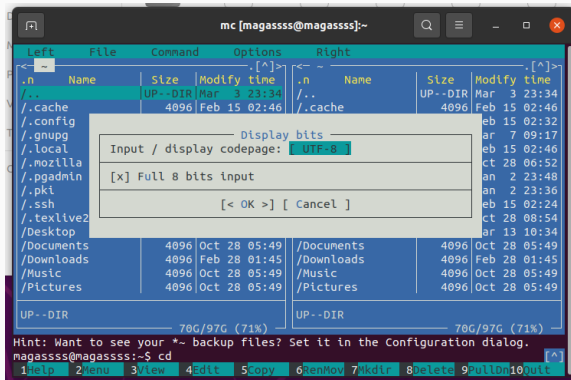 mc [magassss@magassss]:~
Left File Command Options Right
<— ~ .[^]> <— ~ .[^]>
.n Name Size Modify time .n Name Size Modify time
/.. UP--DIR Mar 3 23:34 /.. UP--DIR Mar 3 23:34
/.cache 4096 Feb 15 02:46 /.cache 4096 Feb 15 02:46
/.config eb 15 02:32
/.gnupg ar 7 09:17
/.local eb 15 02:46
/.mozilla ct 28 06:52
/.pgadmin an 2 23:48
/.pki an 2 23:36
/.ssh eb 15 02:24
/.texlive2 ct 28 08:54
/Desktop ar 13 10:34
Display bits
Input / display codepage: [ UTF-8 ]
[x] Full 8 bits input
[< OK >] [ Cancel ]
/Documents 4096 Oct 28 05:49 /Documents 4096 Oct 28 05:49
/Downloads 4096 Feb 28 01:45 /Downloads 4096 Feb 28 01:45
/Music 4096 Oct 28 05:49 /Music 4096 Oct 28 05:49
/Pictures 4096 Oct 28 05:49 /Pictures 4096 Oct 28 05:49
UP--DIR UP--DIR
70G/97G (71%) 70G/97G (71%)
Hint: Want to see your *~ backup files? Set it in the Configuration dialog.
magassss@magassss:~$ cd [^]
1Help 2Menu 3View 4Edit 5Copy 6RenMov 7Mkdir 8Delete 9PullDn 10Quit